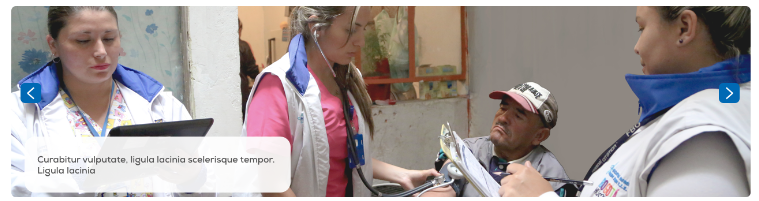 Curabitur vulputate, ligula lacinia scelerisque tempor.
Ligula lacinia